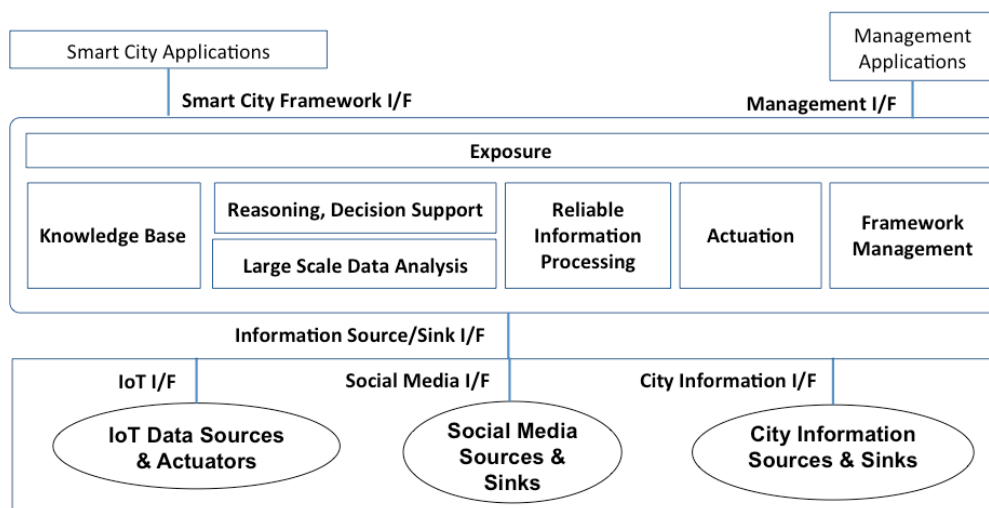 Smart City Applications
Management
Applications
Smart City Framework I/F
Management I/F
Exposure
Knowledge Base
Reasoning, Decision Support
Large Scale Data Analysis
Reliable
Information
Processing
Actuation
Framework
Management
Information Source/Sink I/F
IoT I/F
Social Media I/F
City Information I/F
IoT Data Sources
& Actuators
Social Media
Sources &
Sinks
City Information
Sources & Sinks